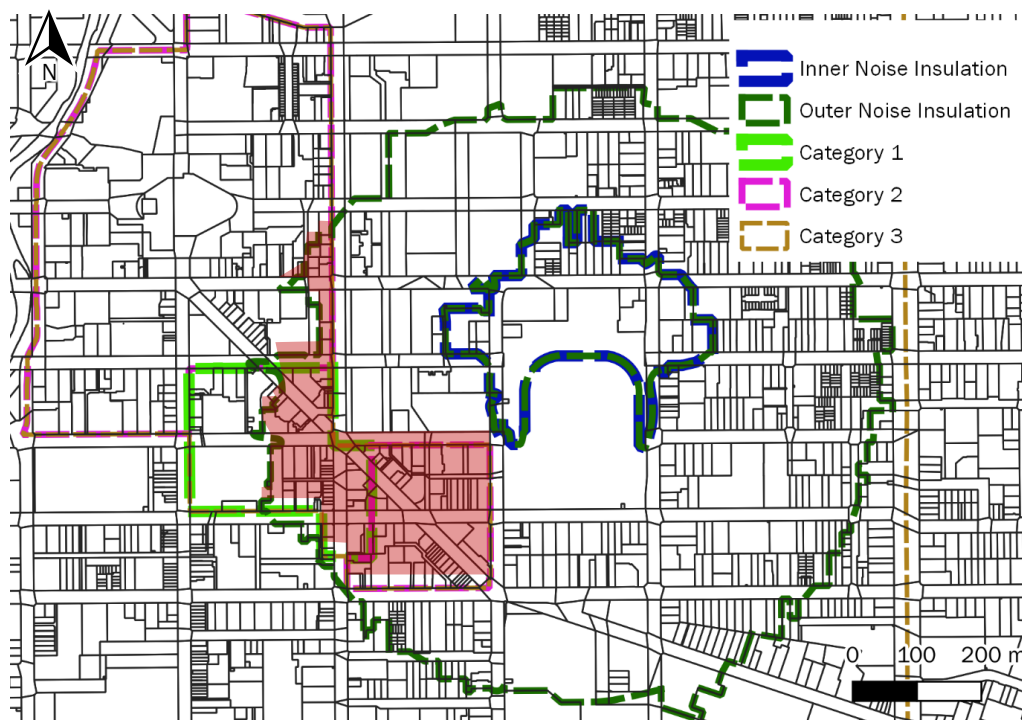 N
Inner Noise Insulation
Outer Noise Insulation
Category 1
Category 2
Category 3
0 100 200 m